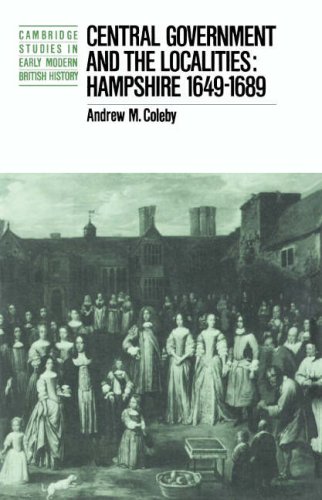 CAMBRIDGE
STUDIES IN
EARLY MODERN
BRITISH HISTORY
CENTRAL GOVERNMENT
AND THE LOCALITIES:
HAMPSHIRE 1649-1689
Andrew M. Coleby